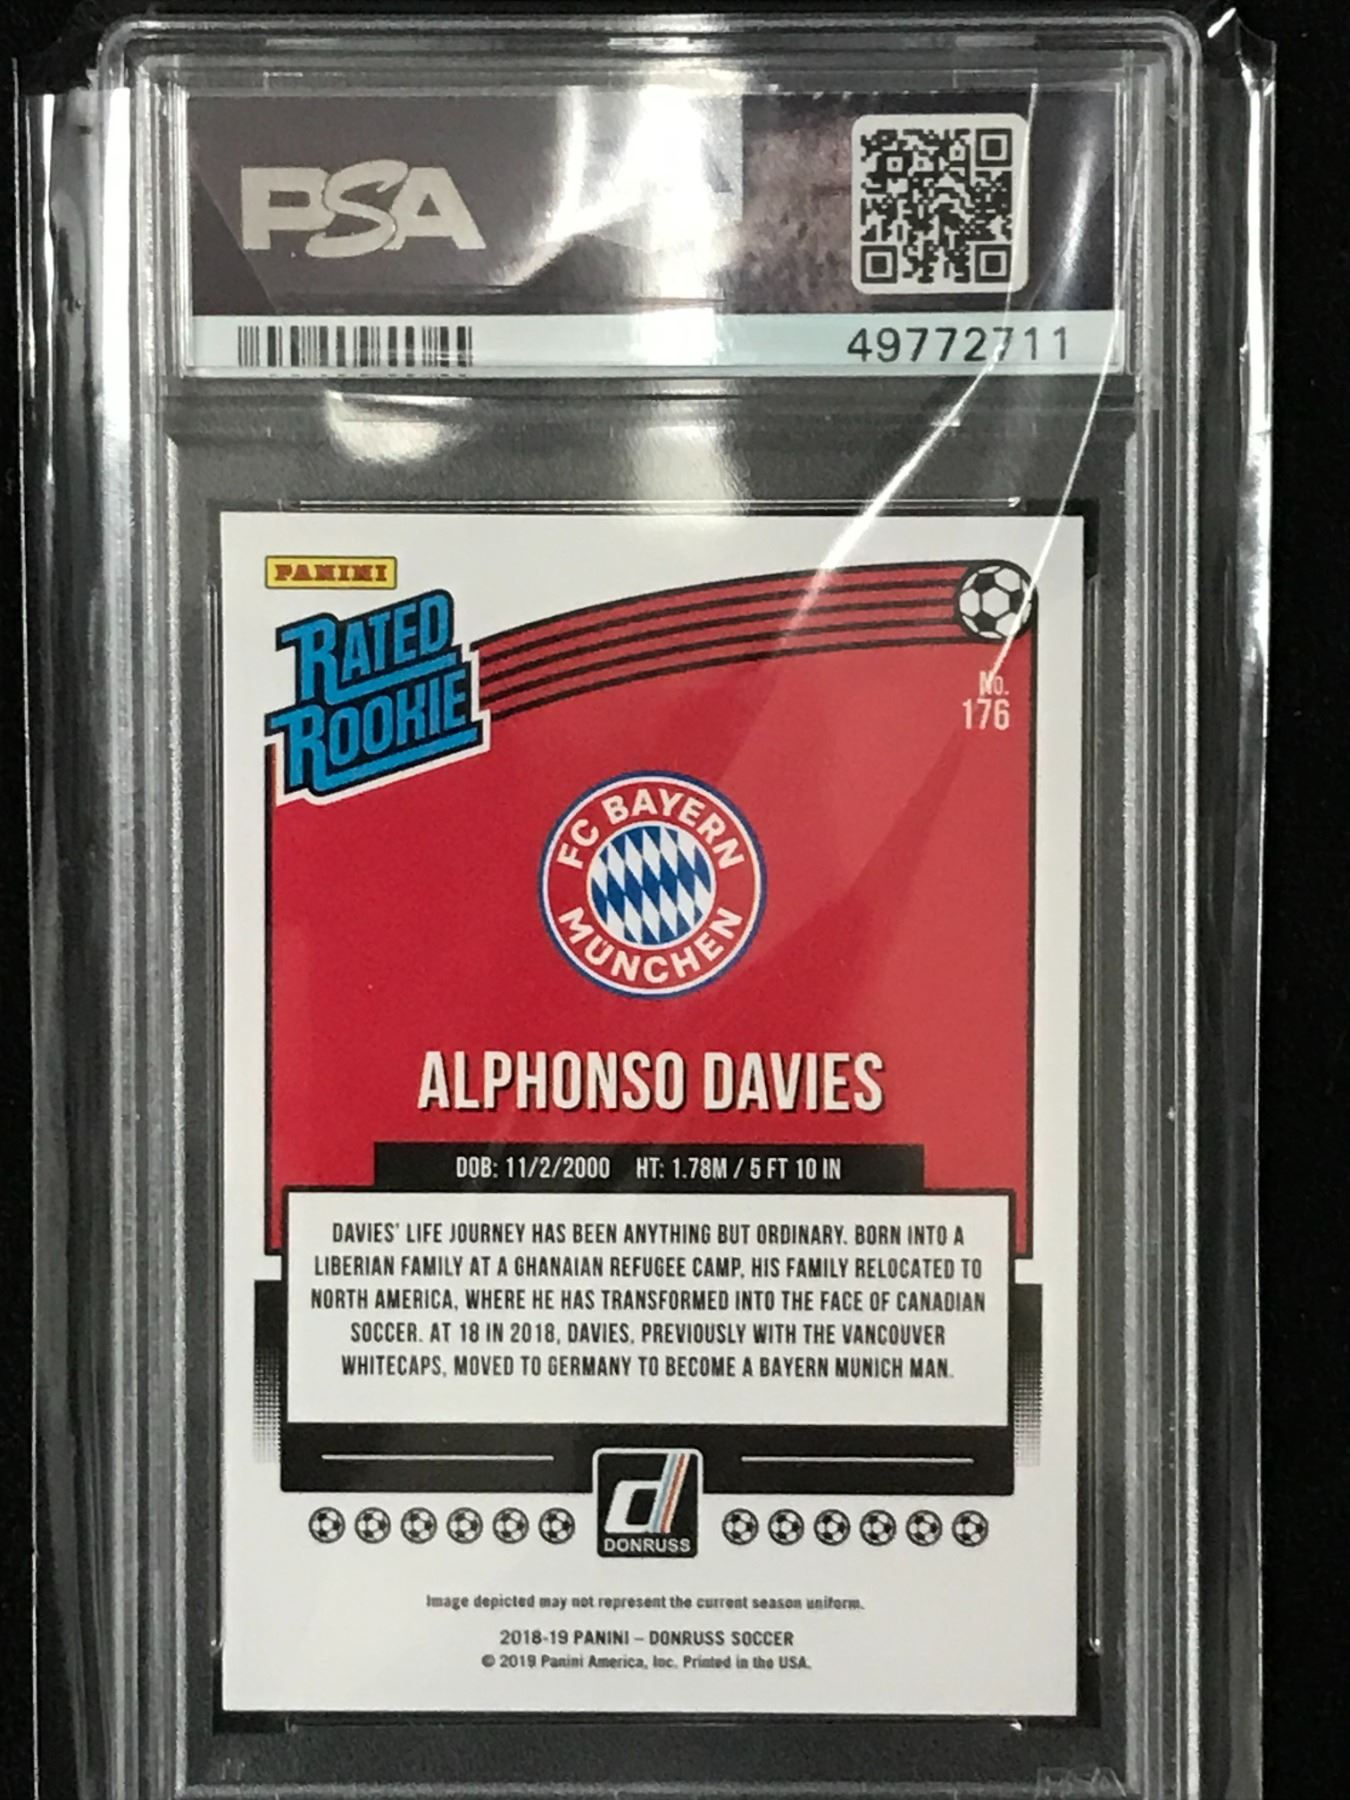 PSA
49772711
PANINI
RATED
ROOKIE
No.
176
FC BAYERN
MÜNCHEN
ALPHONSO DAVIES
DOB: 11/2/2000 HT: 1.78M / 5 FT 10 IN
DAVIES' LIFE JOURNEY HAS BEEN ANYTHING BUT ORDINARY. BORN INTO A
LIBERIAN FAMILY AT A GHANAIAN REFUGEE CAMP, HIS FAMILY RELOCATED TO
NORTH AMERICA, WHERE HE HAS TRANSFORMED INTO THE FACE OF CANADIAN
SOCCER. AT 18 IN 2018, DAVIES, PREVIOUSLY WITH THE VANCOUVER
WHITECAPS, MOVED TO GERMANY TO BECOME A BAYERN MUNICH MAN.
d
DONRUSS
Image depicted may not represent the current season uniform.
2018-19 PANINI – DONRUSS SOCCER
© 2019 Panini America, Inc. Printed in the USA.
PSA